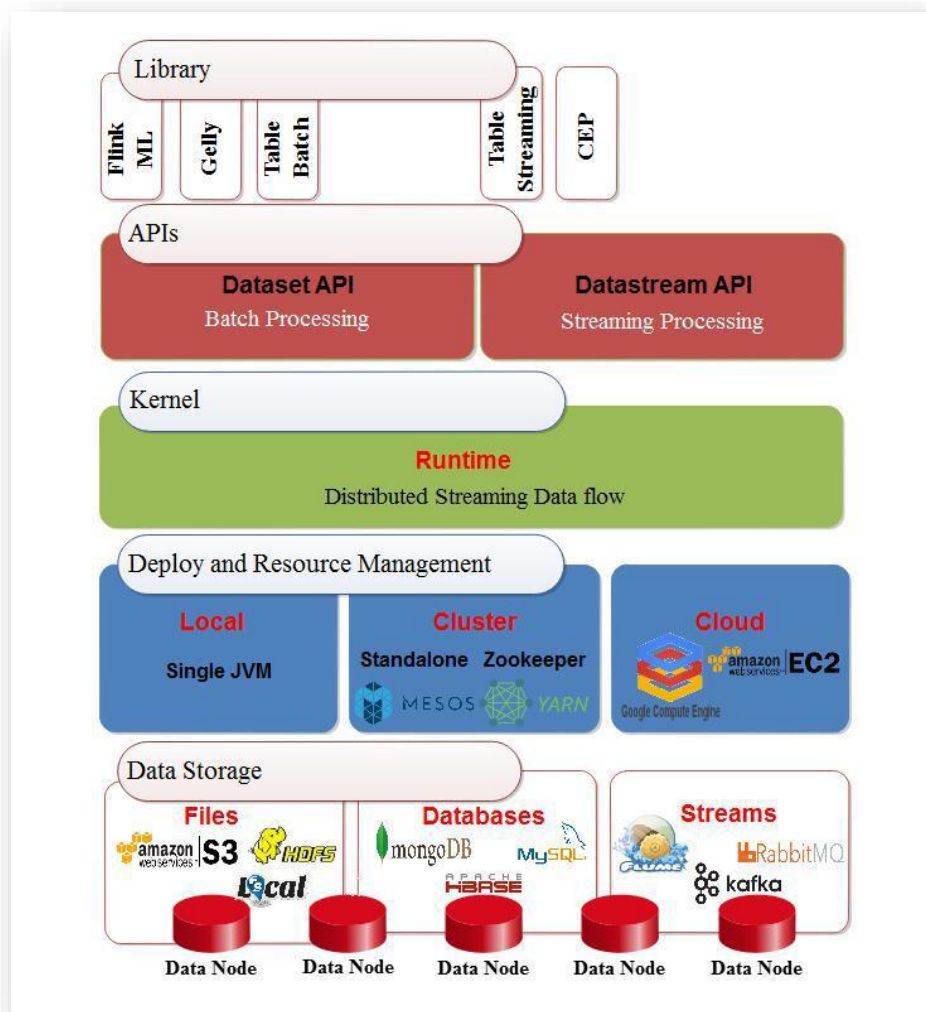 Library
Flink
ML
Gelly
Table
Batch
Table
Streaming
CEP
APIs
Dataset API
Batch Processing
Datastream API
Streaming Processing
Kernel
Runtime
Distributed Streaming Data flow
Deploy and Resource Management
Local
Single JVM
Cluster
Standalone Zookeeper
MESOS
YARN
Cloud
Google Compute Engine
amazon
web services
EC2
Data Storage
Files
amazon
web services
S3
HDFS
Local
Databases
mongoDB
MySQL
APACHE
HBASE
Streams
FLUME
RabbitMQ
kafka
Data Node
Data Node
Data Node
Data Node
Data Node